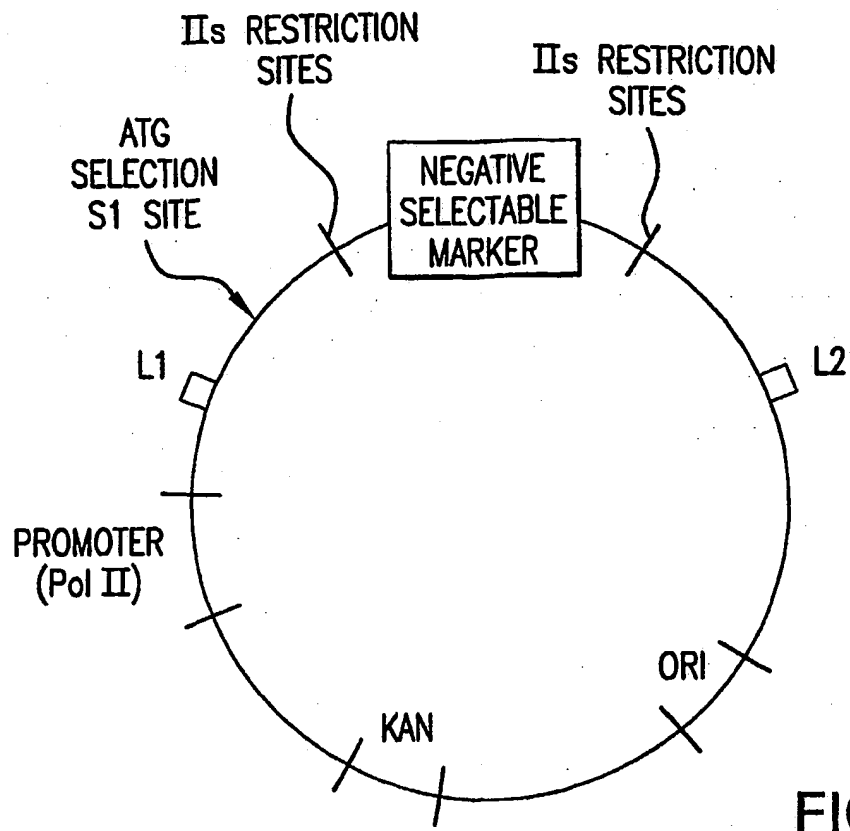 IIs RESTRICTION
SITES
IIs RESTRICTION
SITES
ATG
SELECTION
S1 SITE
NEGATIVE
SELECTABLE
MARKER
L1
L2
PROMOTER
(Pol II)
ORI
KAN
FIG